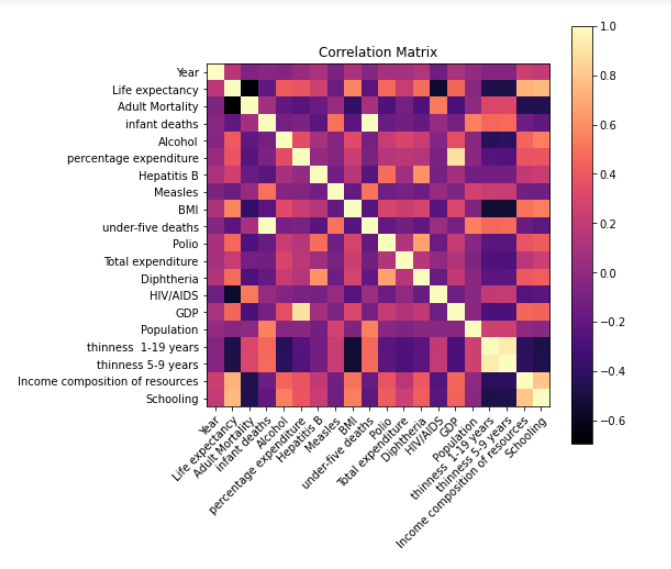 Correlation Matrix
Year
Life expectancy
Adult Mortality
infant deaths
Alcohol
percentage expenditure
Hepatitis B
Measles
BMI
under-five deaths
Polio
Total expenditure
Diphtheria
HIV/AIDS
GDP
Population
thinness  1-19 years
thinness 5-9 years
Income composition of resources
Schooling
Year
Life expectancy
Adult Mortality
infant deaths
Alcohol
percentage expenditure
Hepatitis B
Measles
BMI
under-five deaths
Polio
Total expenditure
Diphtheria
HIV/AIDS
GDP
Population
thinness  1-19 years
thinness 5-9 years
Income composition of resources
Schooling
1.0
0.8
0.6
0.4
0.2
0.0
−0.2
−0.4
−0.6